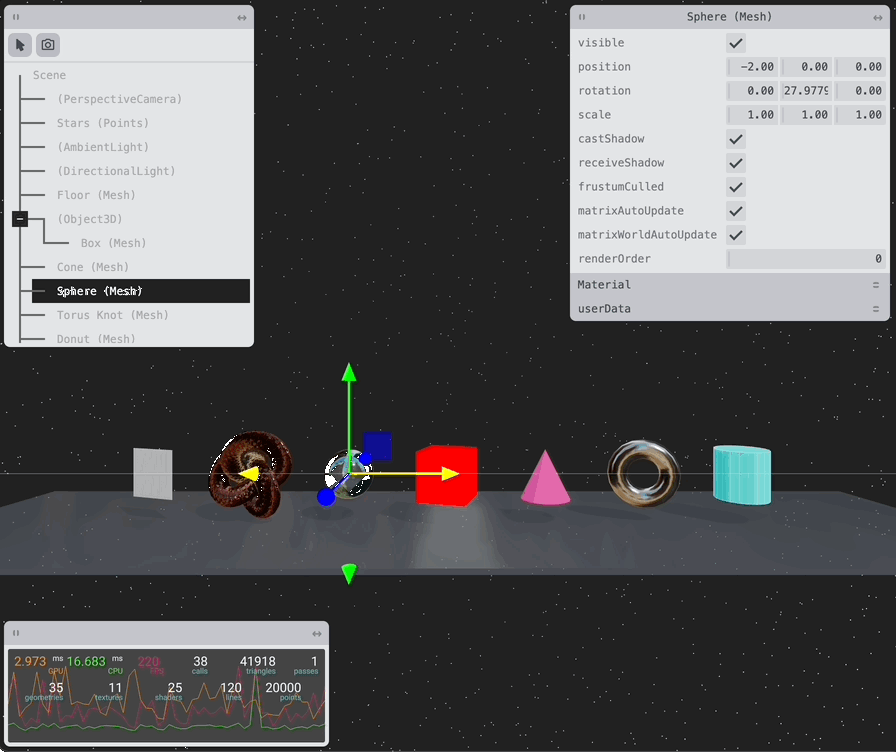 Scene
(PerspectiveCamera)
Stars (Points)
(AmbientLight)
(DirectionalLight)
Floor (Mesh)
(Object3D)
Box (Mesh)
Cone (Mesh)
Sphere (Mesh)
Torus Knot (Mesh)
Donut (Mesh)
Sphere (Mesh)
visible
position −2.00 0.00 0.00
rotation 0.00 27.9779 0.00
scale 1.00 1.00 1.00
castShadow
receiveShadow
frustumCulled
matrixAutoUpdate
matrixWorldAutoUpdate
renderOrder 0
Material
userData
2.973 ms GPU 16.683 ms CPU 220 FPS 38 calls 41918 triangles 1 passes
35 geometries 11 textures 25 shaders 120 lines 20000 points